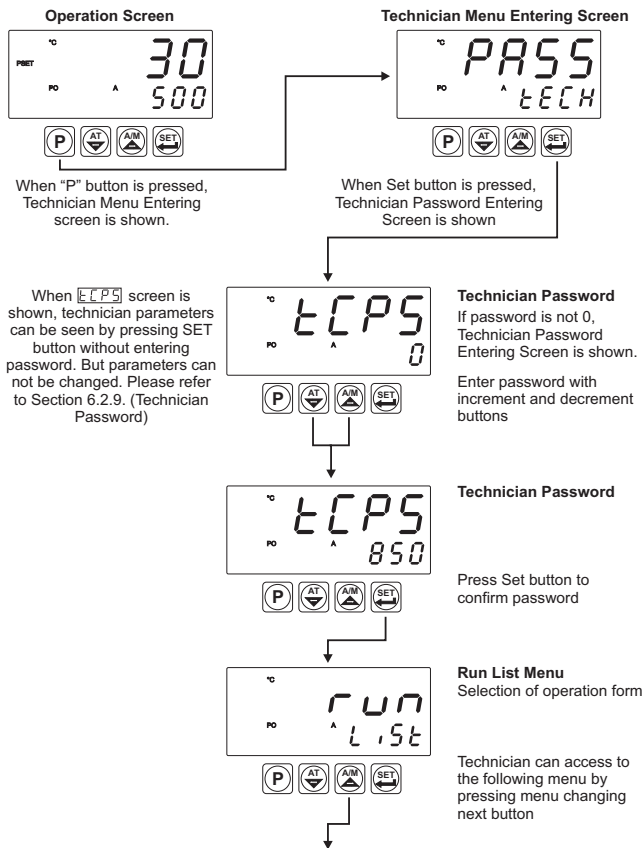 Operation Screen
Technician Menu Entering Screen
°C
PSET
30
PO
A
500
P
AT
A/M
SET
°C
PASS
PO
A
tECH
P
AT
A/M
SET
When “P” button is pressed,
Technician Menu Entering
screen is shown.
When Set button is pressed,
Technician Password Entering
Screen is shown
When tCPS screen is
shown, technician parameters
can be seen by pressing SET
button without entering
password. But parameters can
not be changed. Please refer
to Section 6.2.9. (Technician
Password)
°C
tCPS
PO
A
0
P
AT
A/M
SET
Technician Password
If password is not 0,
Technician Password
Entering Screen is shown.
Enter password with
increment and decrement
buttons
°C
tCPS
PO
A
850
P
AT
A/M
SET
Technician Password
Press Set button to
confirm password
°C
run
PO
A
LiSt
P
AT
A/M
SET
Run List Menu
Selection of operation form
Technician can access to
the following menu by
pressing menu changing
next button